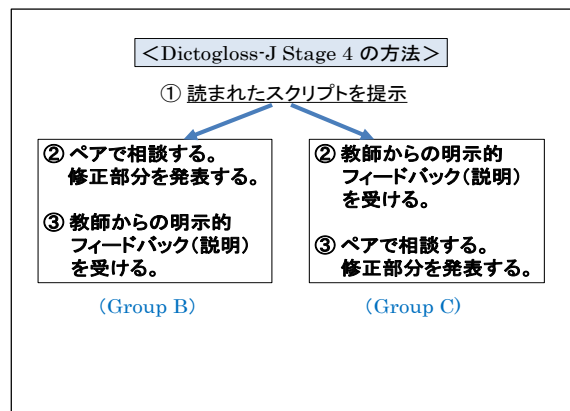 ＜Dictogloss-J Stage 4 の方法＞
① 読まれたスクリプトを提示
② ペアで相談する。
修正部分を発表する。
③ 教師からの明示的
フィードバック（説明）
を受ける。
(Group B)
② 教師からの明示的
フィードバック（説明）
を受ける。
③ ペアで相談する。
修正部分を発表する。
(Group C)